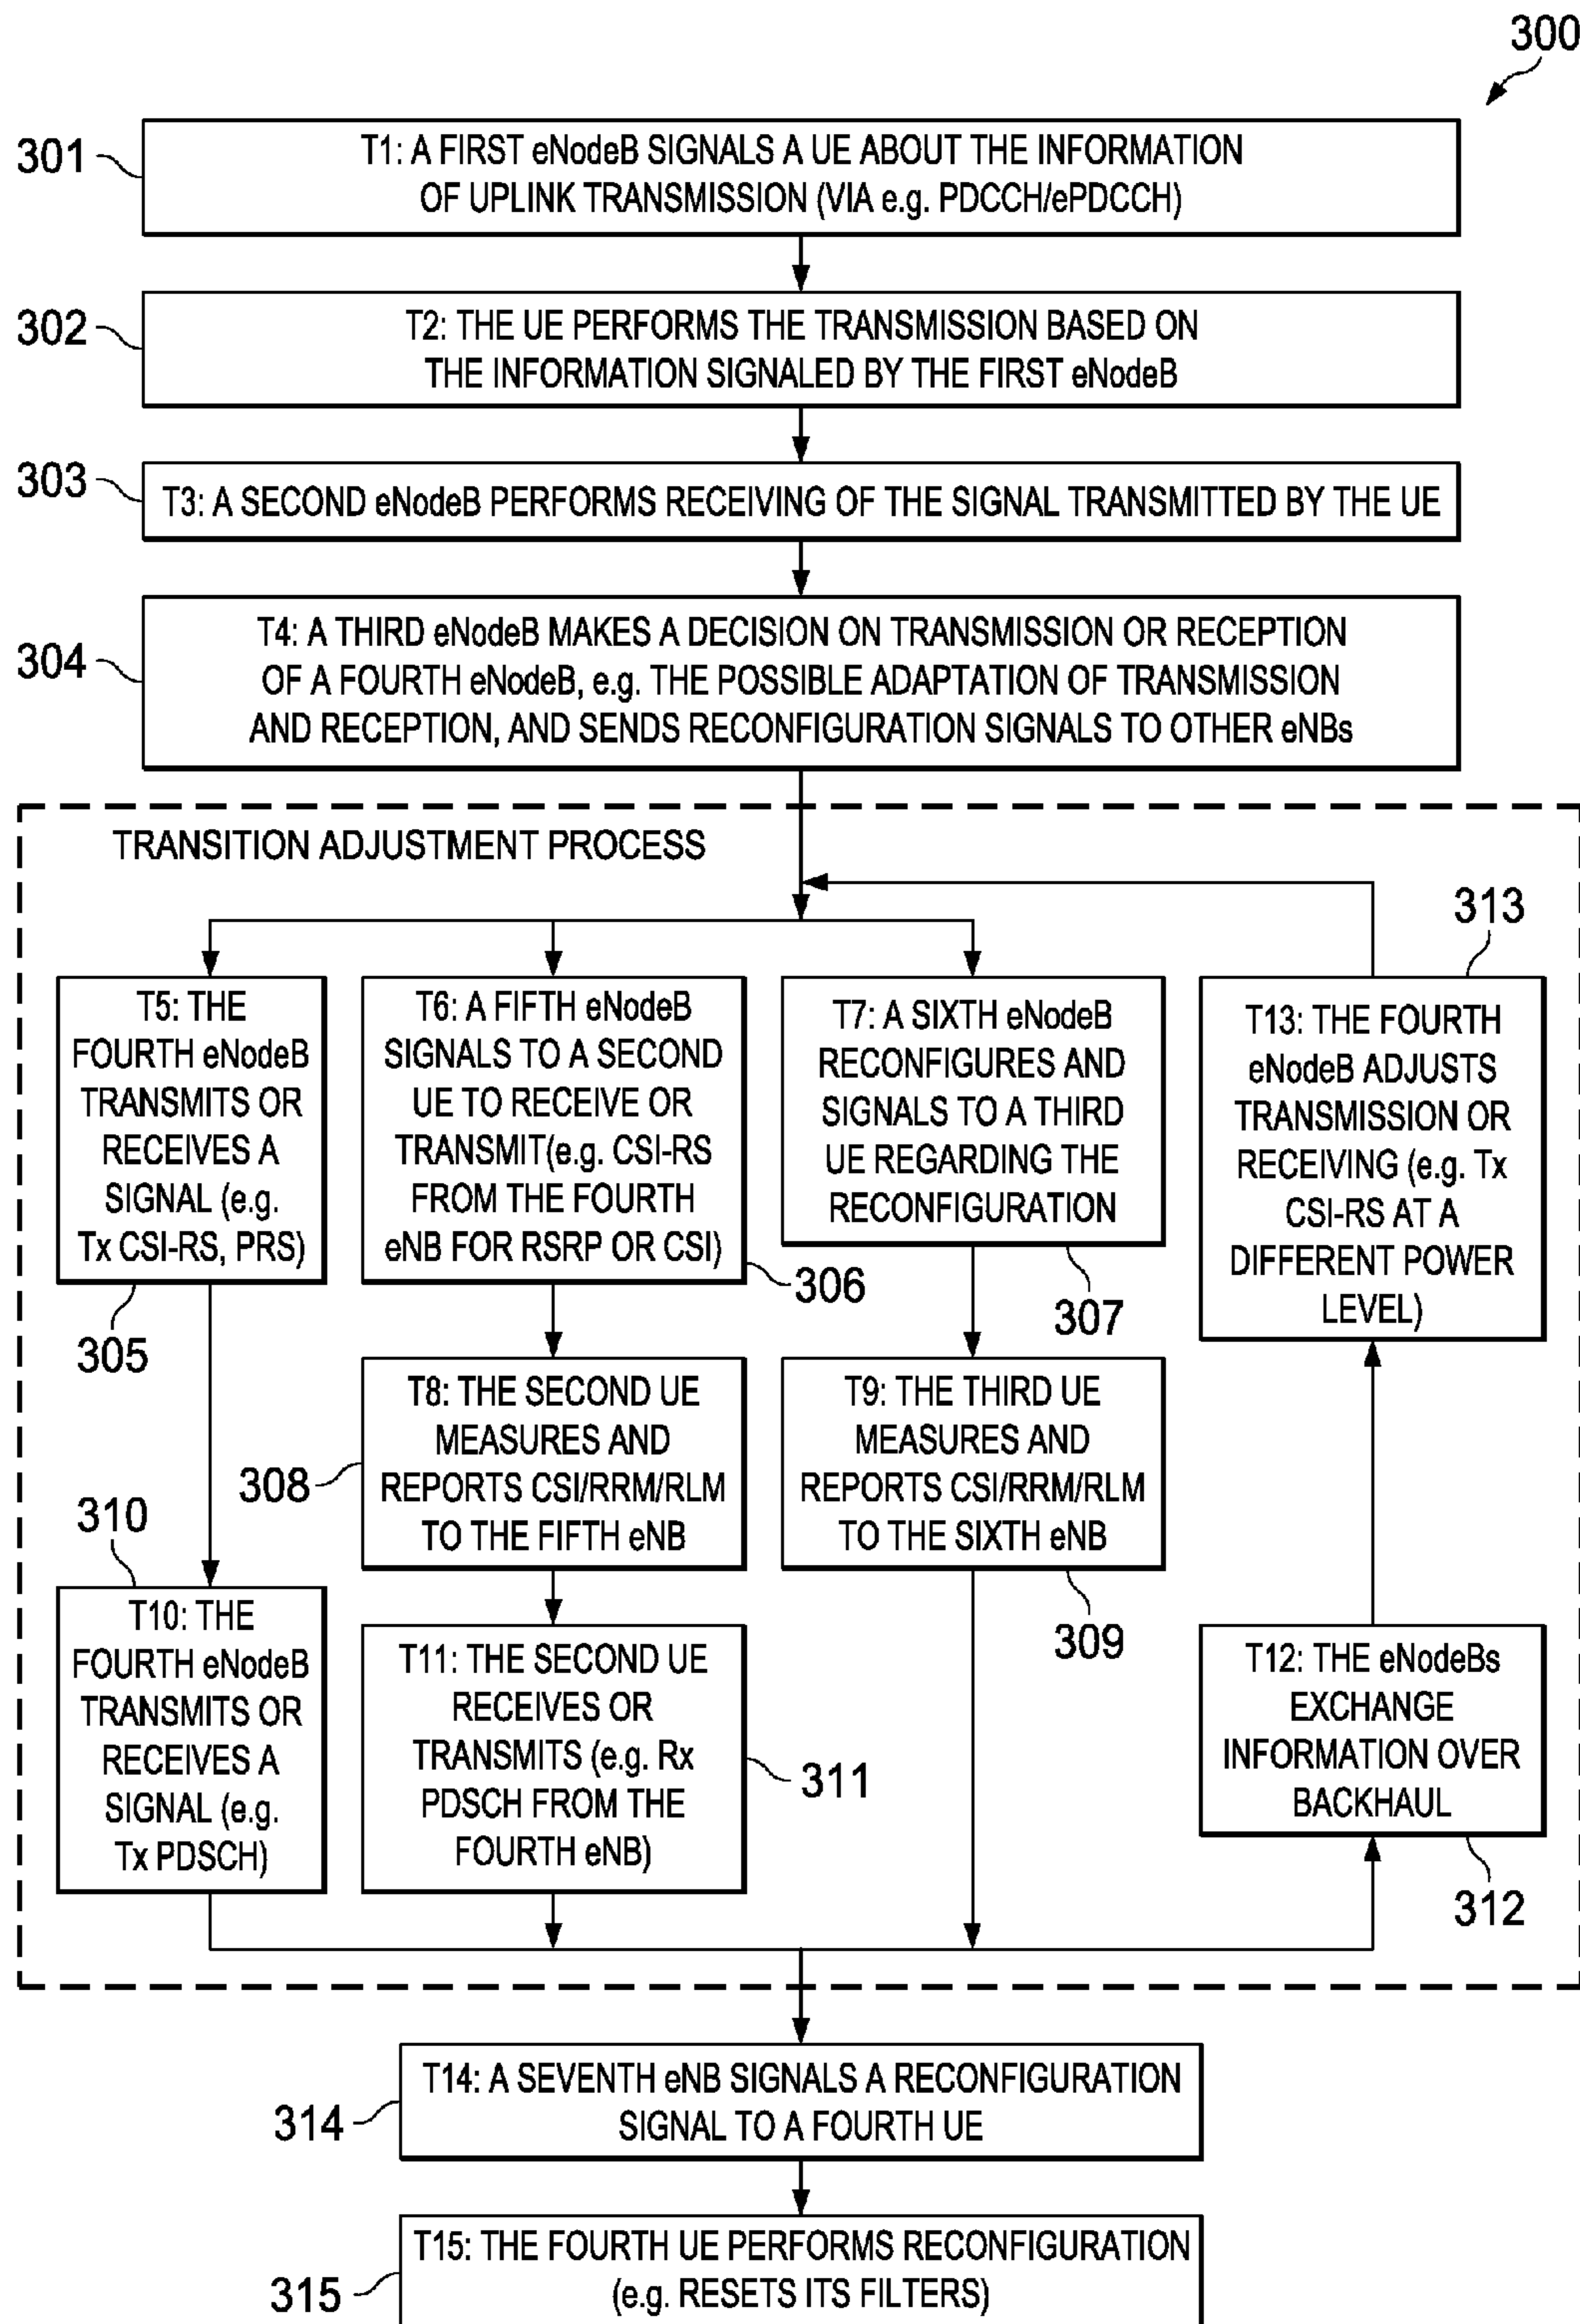 300
301
T1: A FIRST eNodeB SIGNALS A UE ABOUT THE INFORMATION
OF UPLINK TRANSMISSION (VIA e.g. PDCCH/ePDCCH)
302
T2: THE UE PERFORMS THE TRANSMISSION BASED ON
THE INFORMATION SIGNALED BY THE FIRST eNodeB
303
T3: A SECOND eNodeB PERFORMS RECEIVING OF THE SIGNAL TRANSMITTED BY THE UE
304
T4: A THIRD eNodeB MAKES A DECISION ON TRANSMISSION OR RECEPTION
OF A FOURTH eNodeB, e.g. THE POSSIBLE ADAPTATION OF TRANSMISSION
AND RECEPTION, AND SENDS RECONFIGURATION SIGNALS TO OTHER eNBs
TRANSITION ADJUSTMENT PROCESS
T5: THE
FOURTH eNodeB
TRANSMITS OR
RECEIVES A
SIGNAL (e.g.
Tx CSI-RS, PRS)
305
T6: A FIFTH eNodeB
SIGNALS TO A SECOND
UE TO RECEIVE OR
TRANSMIT(e.g. CSI-RS
FROM THE FOURTH
eNB FOR RSRP OR CSI)
306
T7: A SIXTH eNodeB
RECONFIGURES AND
SIGNALS TO A THIRD
UE REGARDING THE
RECONFIGURATION
307
313
T13: THE FOURTH
eNodeB ADJUSTS
TRANSMISSION OR
RECEIVING (e.g. Tx
CSI-RS AT A
DIFFERENT POWER
LEVEL)
308
T8: THE SECOND UE
MEASURES AND
REPORTS CSI/RRM/RLM
TO THE FIFTH eNB
T9: THE THIRD UE
MEASURES AND
REPORTS CSI/RRM/RLM
TO THE SIXTH eNB
309
310
T10: THE
FOURTH eNodeB
TRANSMITS OR
RECEIVES A
SIGNAL (e.g.
Tx PDSCH)
T11: THE SECOND UE
RECEIVES OR
TRANSMITS (e.g. Rx
PDSCH FROM THE
FOURTH eNB)
311
T12: THE eNodeBs
EXCHANGE
INFORMATION OVER
BACKHAUL
312
314
T14: A SEVENTH eNB SIGNALS A RECONFIGURATION
SIGNAL TO A FOURTH UE
315
T15: THE FOURTH UE PERFORMS RECONFIGURATION
(e.g. RESETS ITS FILTERS)